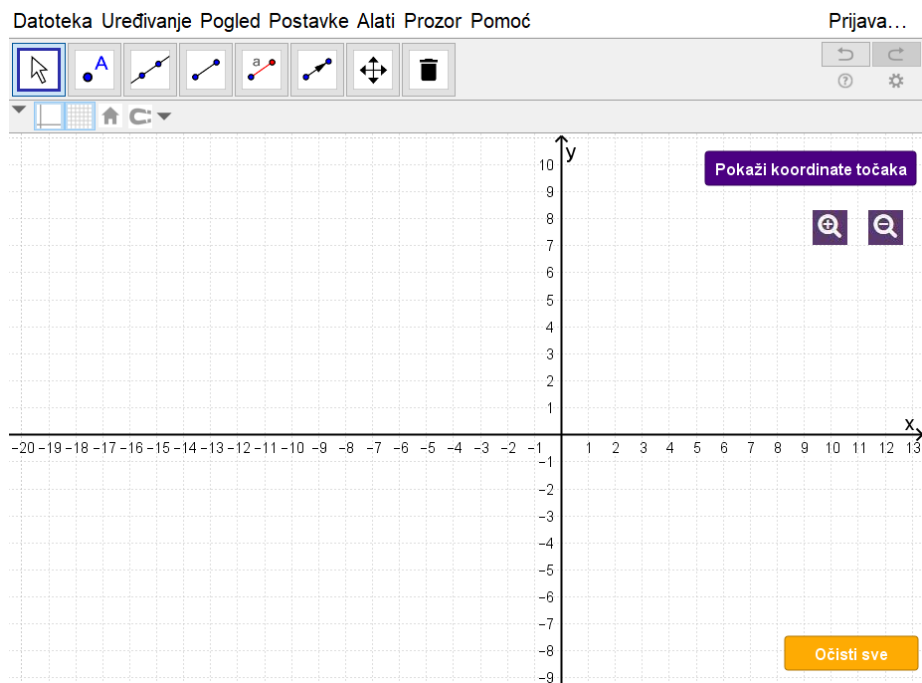 Datoteka Uređivanje Pogled Postavke Alati Prozor Pomoć Prijava...
A a
y
Pokaži koordinate točaka
10
9
8
7
6
5
4
3
2
1
x
-20 -19 -18 -17 -16 -15 -14 -13 -12 -11 -10 -9 -8 -7 -6 -5 -4 -3 -2 -1 1 2 3 4 5 6 7 8 9 10 11 12 13
-1
-2
-3
-4
-5
-6
-7
-8
Očisti sve
-9